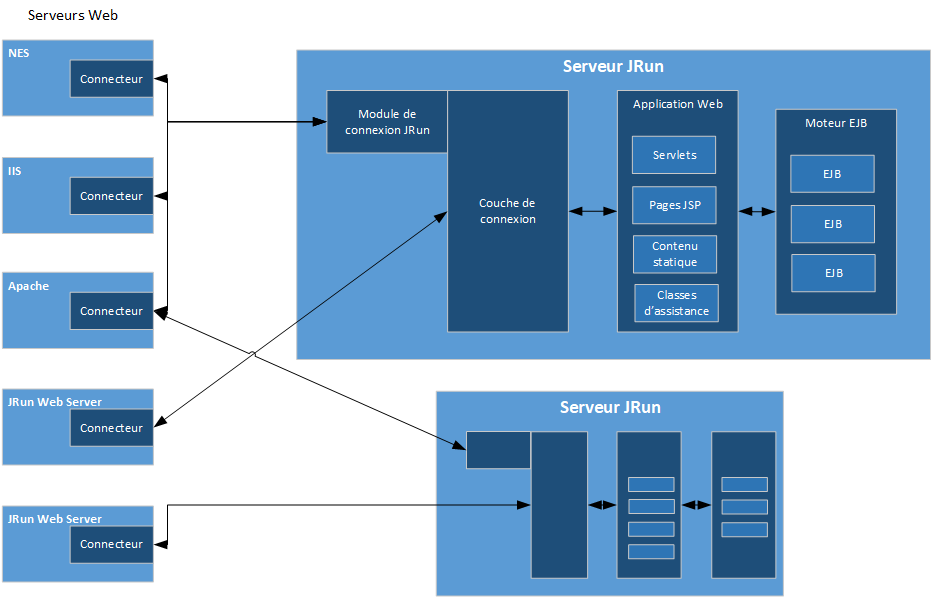 Serveurs Web
NES
Connecteur
IIS
Connecteur
Apache
Connecteur
JRun Web Server
Connecteur
JRun Web Server
Connecteur
Serveur JRun
Module de
connexion JRun
Couche de
connexion
Application Web
Servlets
Pages JSP
Contenu
statique
Classes
d’assistance
Moteur EJB
EJB
EJB
EJB
Serveur JRun